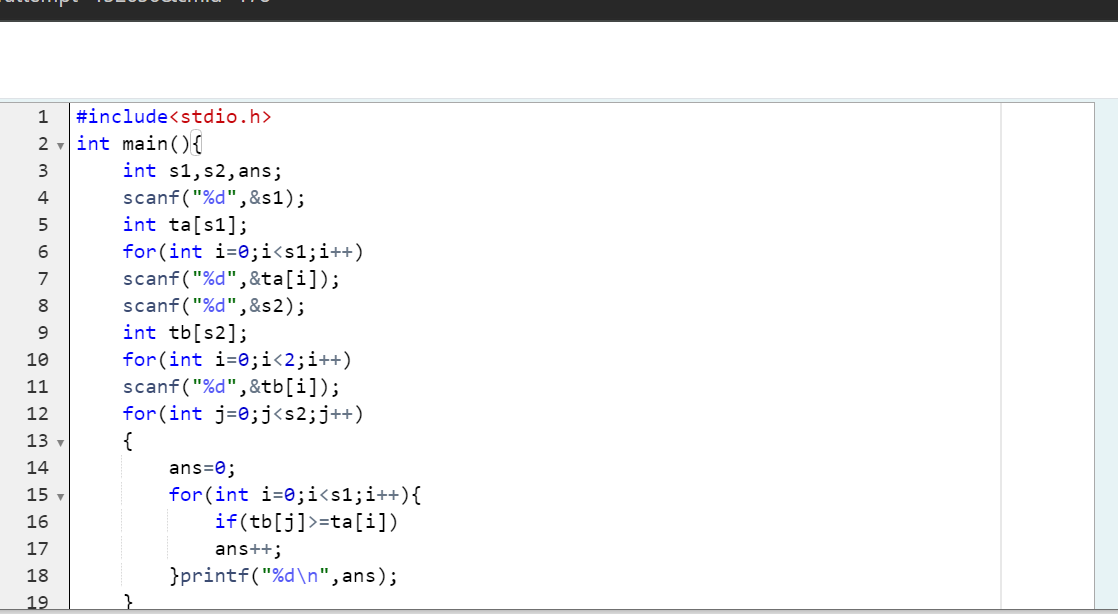 1 #include<stdio.h>
2 int main(){
3 int s1,s2,ans;
4 scanf("%d",&s1);
5 int ta[s1];
6 for(int i=0;i<s1;i++)
7 scanf("%d",&ta[i]);
8 scanf("%d",&s2);
9 int tb[s2];
10 for(int i=0;i<2;i++)
11 scanf("%d",&tb[i]);
12 for(int j=0;j<s2;j++)
13 {
14 ans=0;
15 for(int i=0;i<s1;i++){
16 if(tb[j]>=ta[i])
17 ans++;
18 }printf("%d\n",ans);
19 }